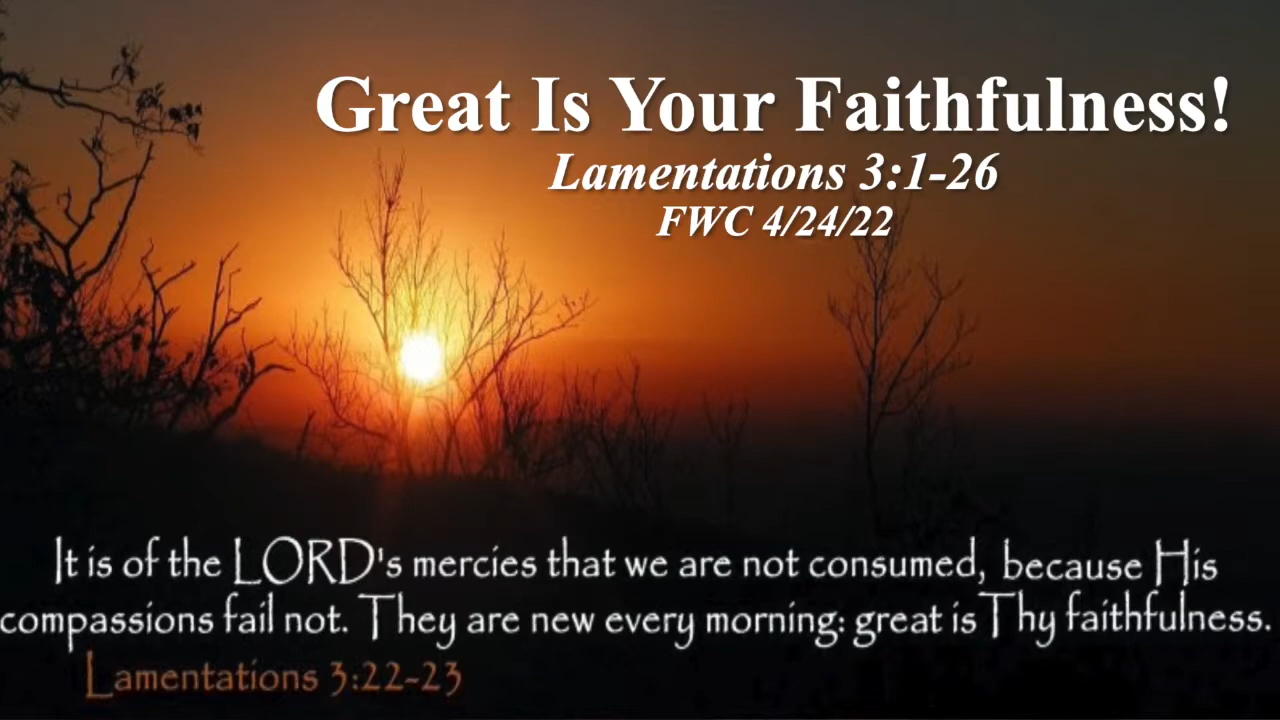 Great Is Your Faithfulness!
Lamentations 3:1-26
FWC 4/24/22
It is of the LORD's mercies that we are not consumed, because His
compassions fail not. They are new every morning: great is Thy faithfulness.
Lamentations 3:22-23